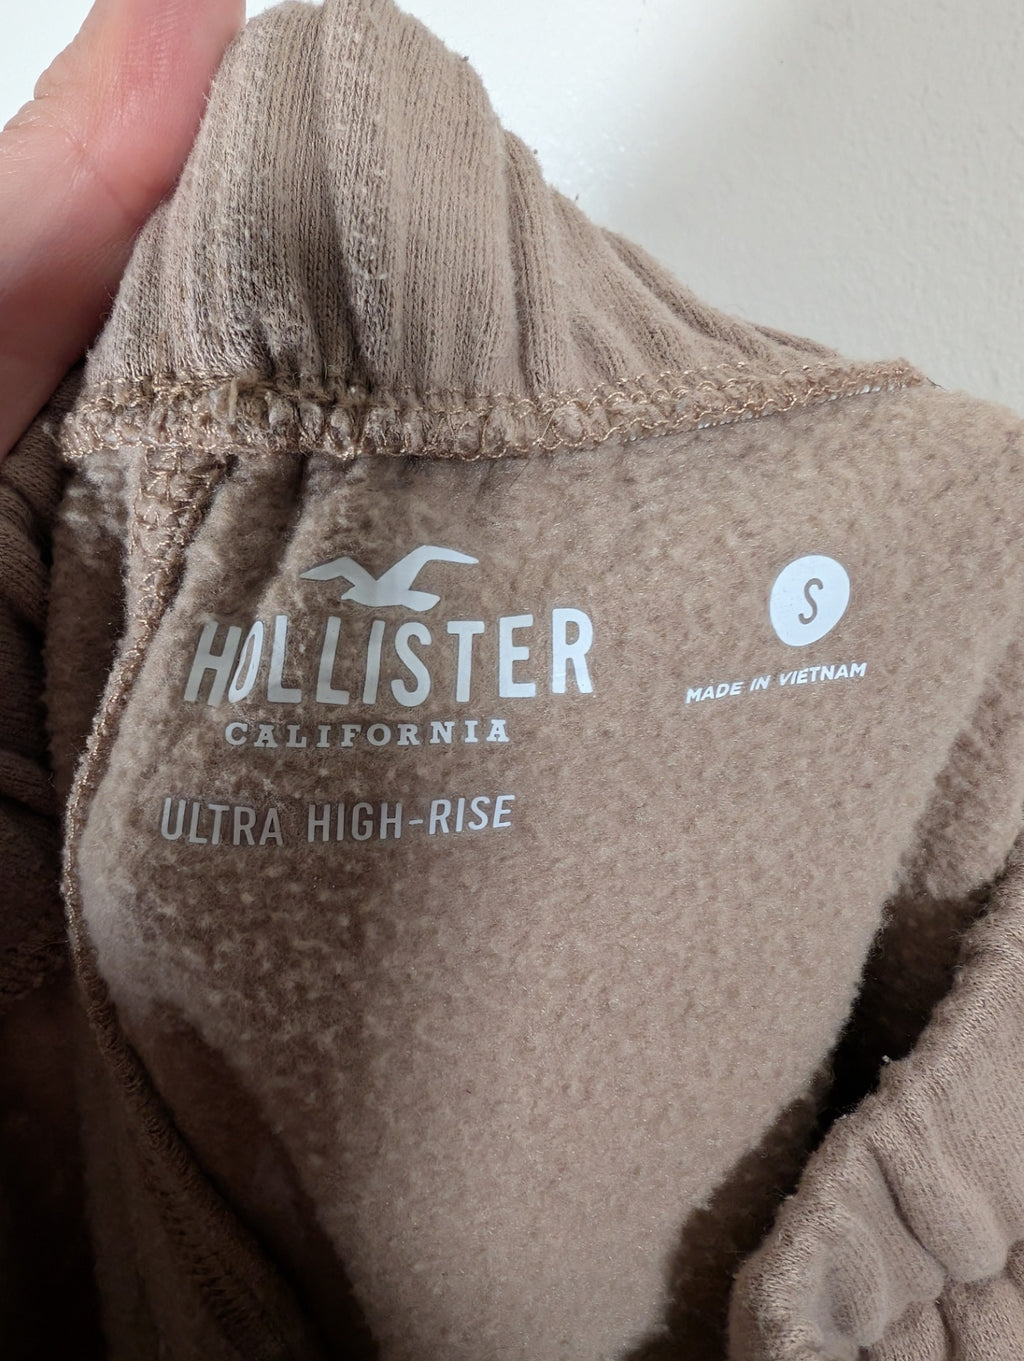 HOLLISTER
CALIFORNIA
ULTRA HIGH-RISE
S
MADE IN VIETNAM